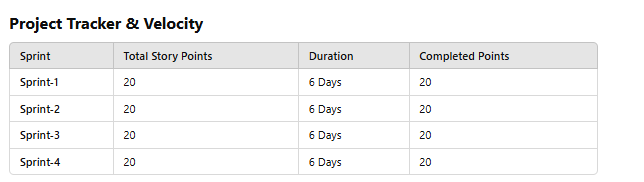 Project Tracker & Velocity
Sprint Total Story Points Duration Completed Points
Sprint-1 20 6 Days 20
Sprint-2 20 6 Days 20
Sprint-3 20 6 Days 20
Sprint-4 20 6 Days 20